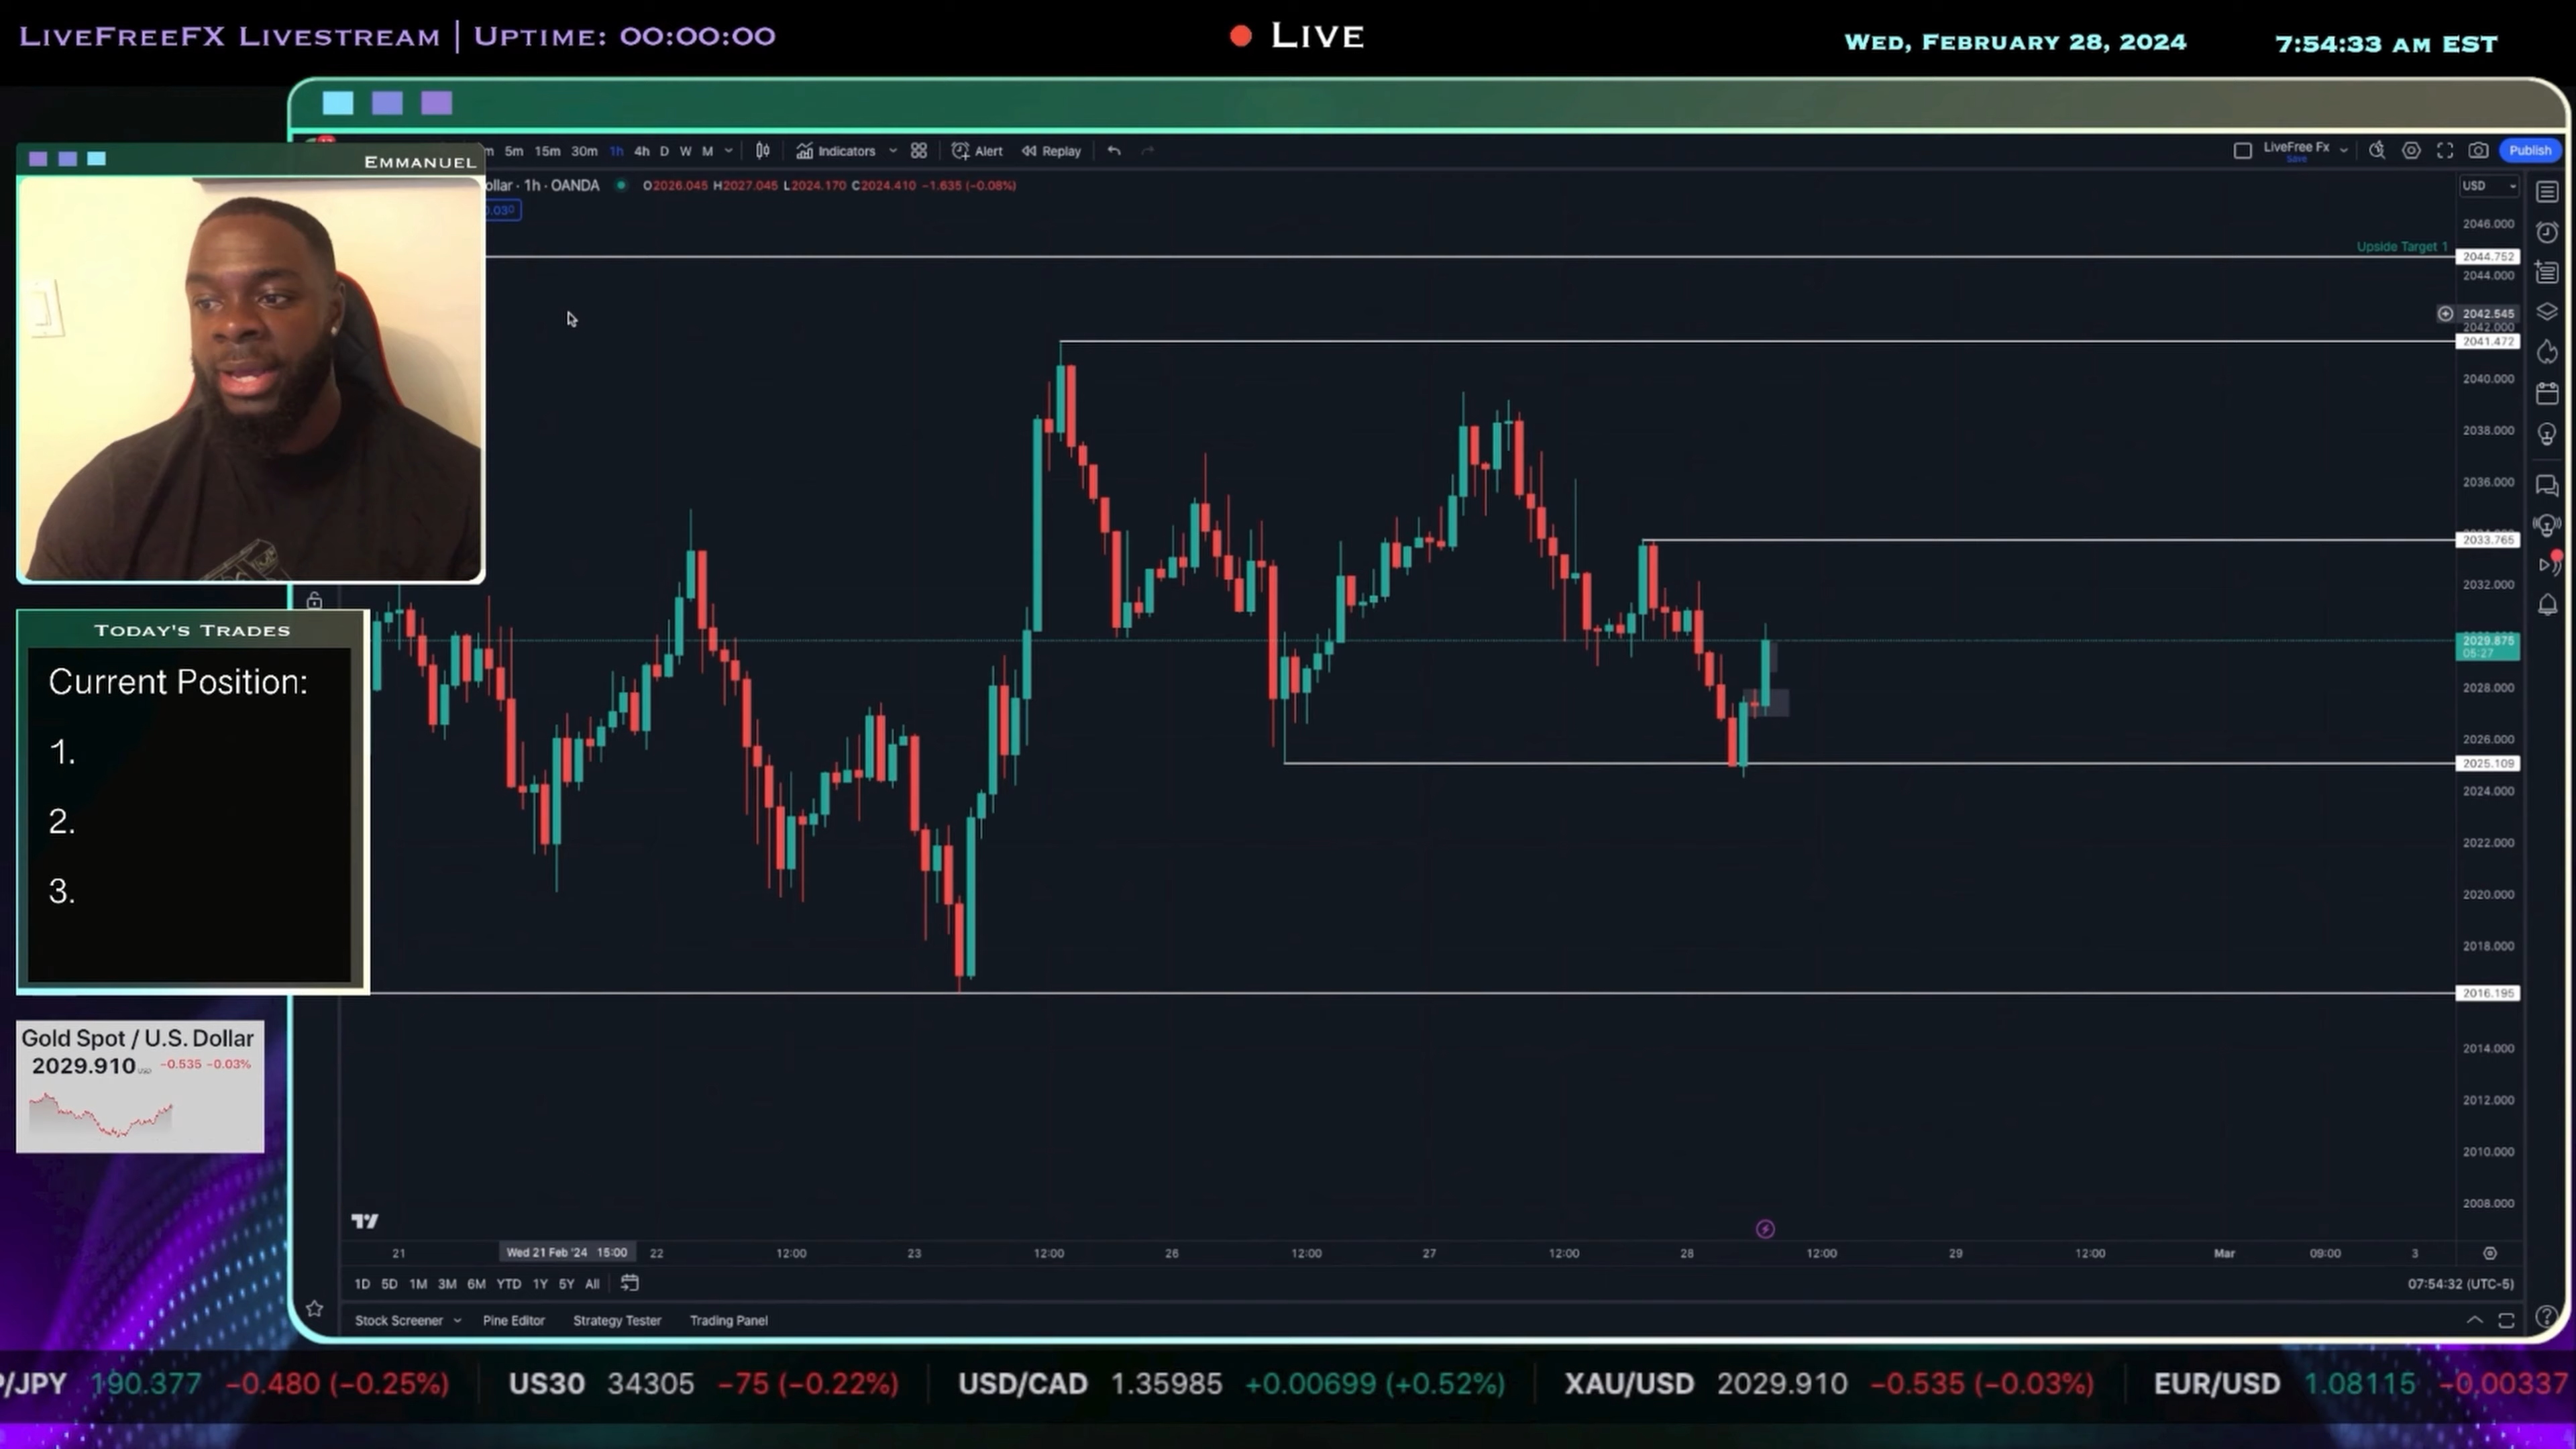 LiveFreeFX Livestream | Uptime: 00:00:00
Live
Wed, February 28, 2024
7:54:33 am EST
Emmanuel
5m 15m 30m 1h 4h D W M
Indicators
Alert
Replay
LiveFree Fx
Save
Publish
ollar · 1h · OANDA
O2026.045 H2027.045 L2024.170 C2024.410 −1.635 (−0.08%)
USD
2046.000
Upside Target 1
2044.752
2044.000
2042.545
2042.000
2041.472
2040.000
2038.000
2036.000
2033.765
2032.000
2029.875
05:27
2028.000
2026.000
2025.109
2024.000
2022.000
2020.000
2018.000
2016.195
2014.000
2012.000
2010.000
2008.000
Today's Trades
Current Position:
1.
2.
3.
Gold Spot / U.S. Dollar
2029.910 USD −0.535 −0.03%
21
Wed 21 Feb '24 15:00
22
12:00
23
12:00
26
12:00
27
12:00
28
12:00
29
12:00
Mar
09:00
3
1D 5D 1M 3M 6M YTD 1Y 5Y All
07:54:32 (UTC-5)
Stock Screener
Pine Editor
Strategy Tester
Trading Panel
P/JPY 190.377 −0.480 (−0.25%)
US30 34305 −75 (−0.22%)
USD/CAD 1.35985 +0.00699 (+0.52%)
XAU/USD 2029.910 −0.535 (−0.03%)
EUR/USD 1.08115 −0.00337